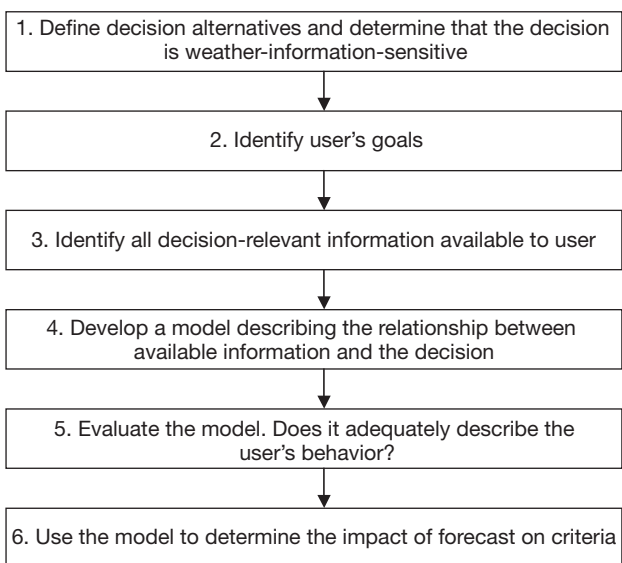 1. Define decision alternatives and determine that the decision
is weather-information-sensitive
2. Identify user's goals
3. Identify all decision-relevant information available to user
4. Develop a model describing the relationship between
available information and the decision
5. Evaluate the model. Does it adequately describe the
user's behavior?
6. Use the model to determine the impact of forecast on criteria